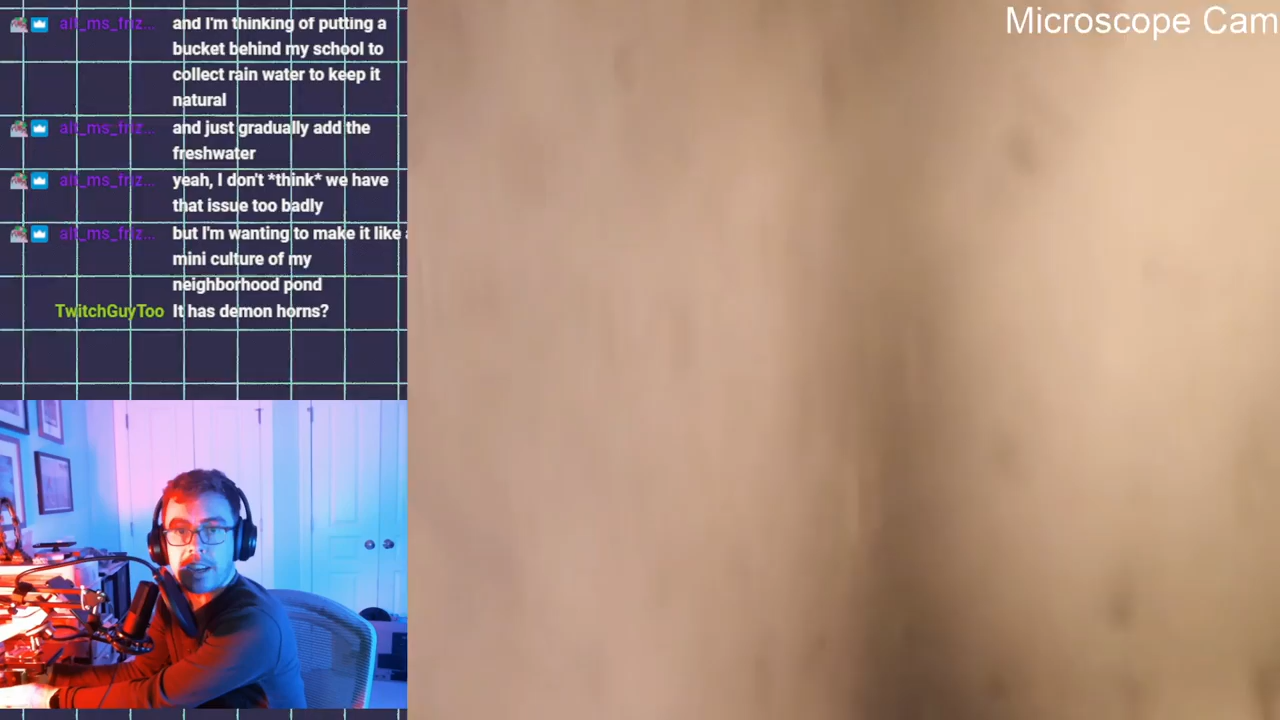 Microscope Cam
alt_ms_friz... and I'm thinking of putting a
bucket behind my school to
collect rain water to keep it
natural
alt_ms_friz... and just gradually add the
freshwater
alt_ms_friz... yeah, I don't *think* we have
that issue too badly
alt_ms_friz... but I'm wanting to make it like a
mini culture of my
neighborhood pond
TwitchGuyToo It has demon horns?